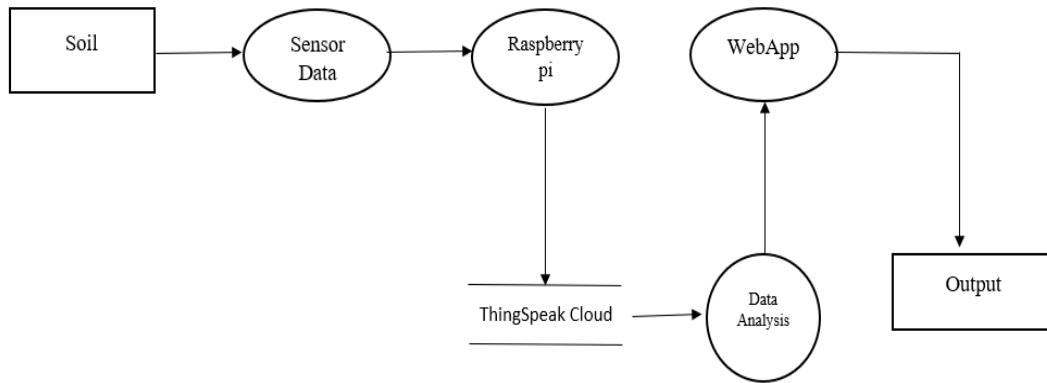 Soil
Sensor
Data
Raspberry
pi
WebApp
ThingSpeak Cloud
Data
Analysis
Output